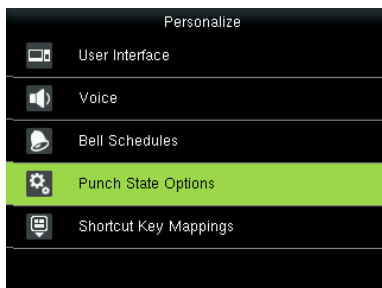 Personalize
User Interface
Voice
Bell Schedules
Punch State Options
Shortcut Key Mappings